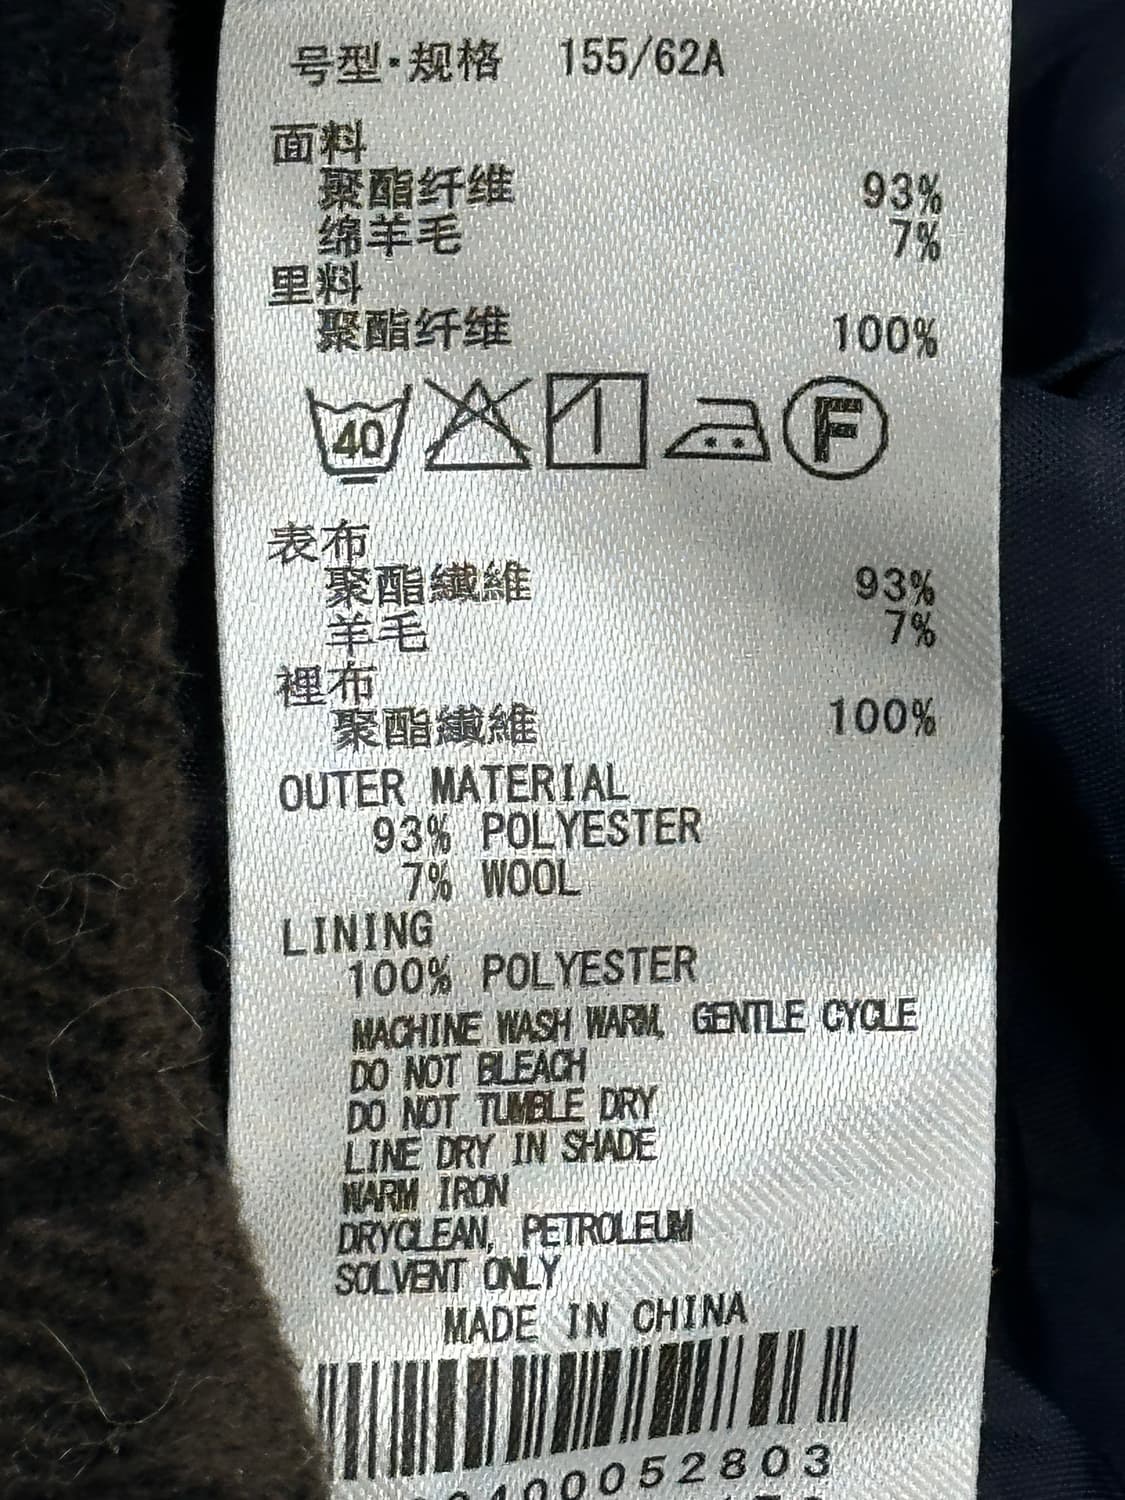 号型·规格 155/62A
面料
聚酯纤维 93%
绵羊毛 7%
里料
聚酯纤维 100%
40 F
表布
聚酯纖維 93%
羊毛 7%
裡布
聚酯纖維 100%
OUTER MATERIAL
93% POLYESTER
7% WOOL
LINING
100% POLYESTER
MACHINE WASH WARM, GENTLE CYCLE
DO NOT BLEACH
DO NOT TUMBLE DRY
LINE DRY IN SHADE
WARM IRON
DRYCLEAN, PETROLEUM
SOLVENT ONLY
MADE IN CHINA